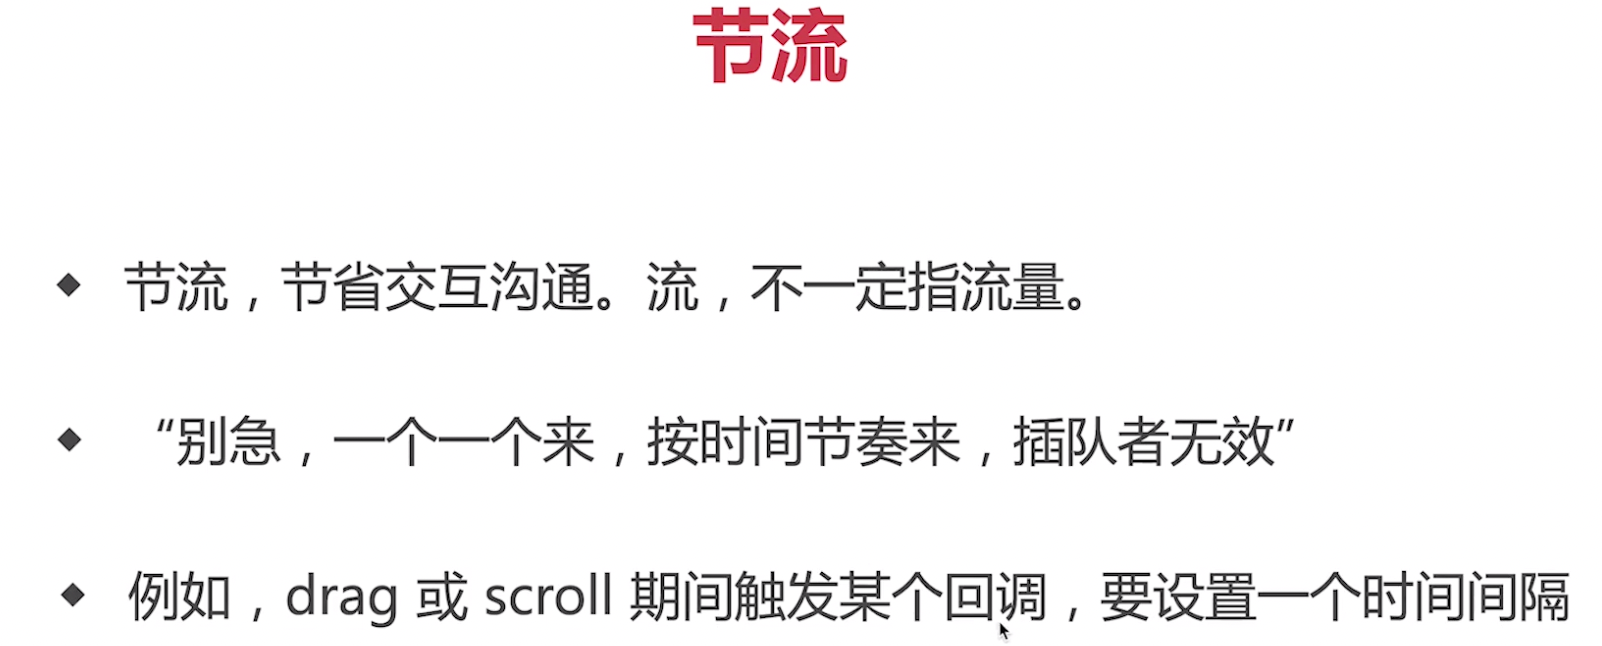 节流
节流，节省交互沟通。流，不一定指流量。
“别急，一个一个来，按时间节奏来，插队者无效”
例如，drag 或 scroll 期间触发某个回调，要设置一个时间间隔